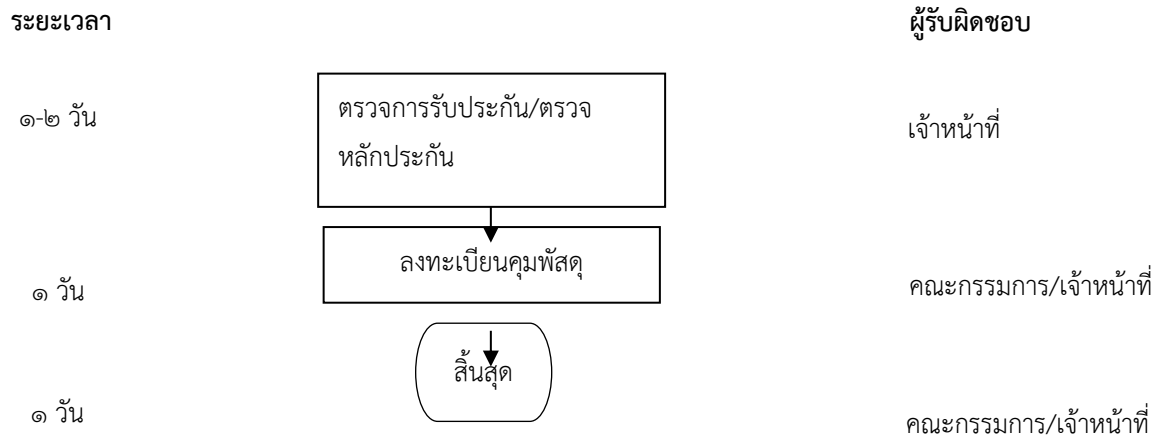 ระยะเวลา
ผู้รับผิดชอบ
๑-๒ วัน
ตรวจการรับประกัน/ตรวจ
หลักประกัน
เจ้าหน้าที่
ลงทะเบียนคุมพัสดุ
๑ วัน
คณะกรรมการ/เจ้าหน้าที่
สิ้นสุด
๑ วัน
คณะกรรมการ/เจ้าหน้าที่